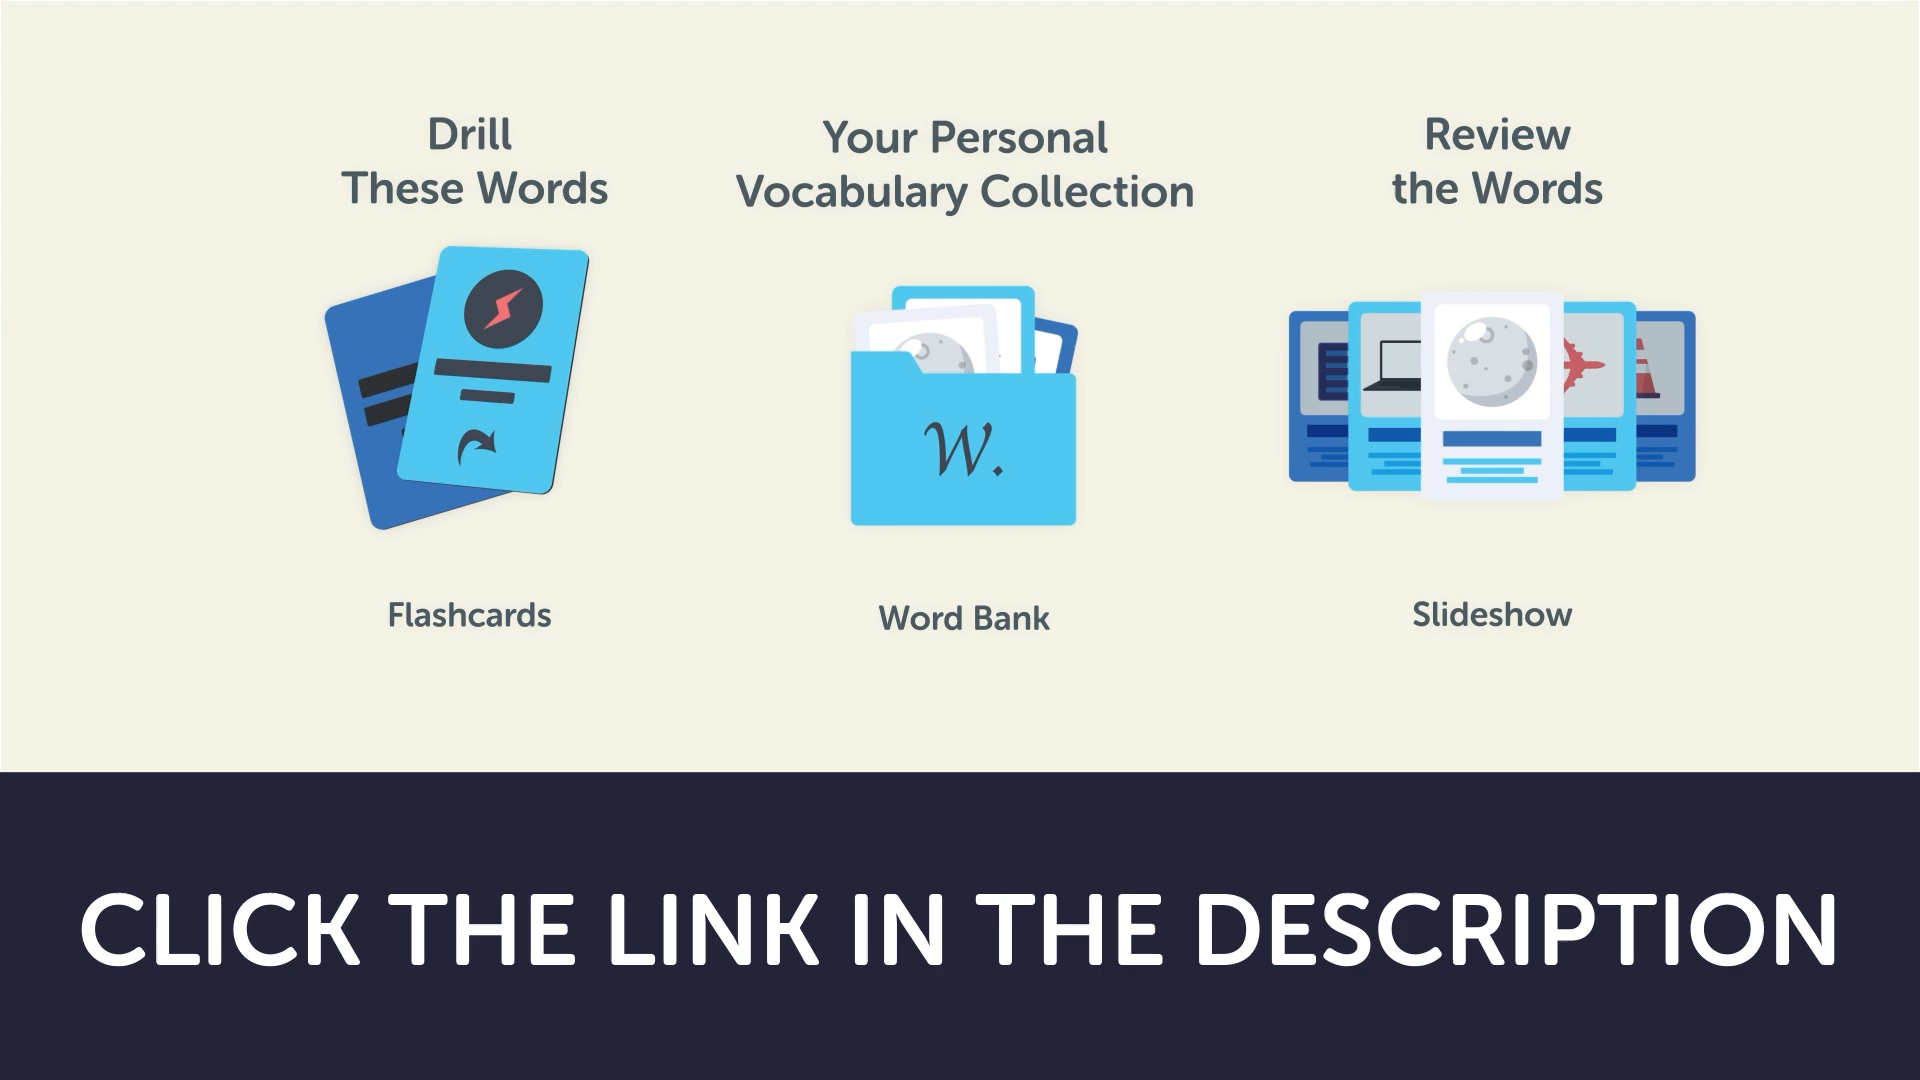 Drill
These Words
Your Personal
Vocabulary Collection
Review
the Words
W.
Flashcards
Word Bank
Slideshow
CLICK THE LINK IN THE DESCRIPTION